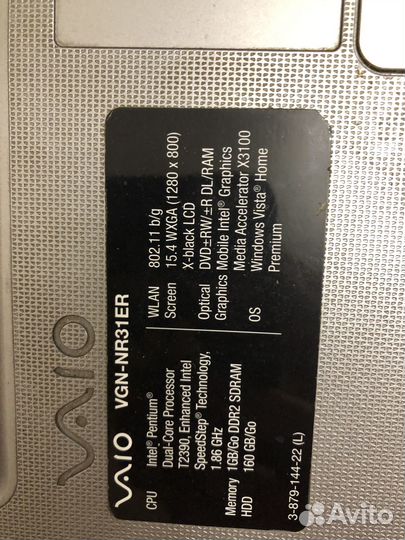 VAIO
VAIO VGN-NR31ER
CPU Intel® Pentium®
Dual-Core Processor
T2390, Enhanced Intel
SpeedStep® Technology,
1.86 GHz
Memory 1GB/Go DDR2 SDRAM
HDD 160 GB/Go
WLAN 802.11 b/g
Screen 15.4 WXGA (1280 x 800)
X-black LCD
Optical DVD±RW/±R DL/RAM
Graphics Mobile Intel® Graphics
Media Accelerator X3100
OS Windows Vista® Home
Premium
3-879-144-22 (L)
Avito